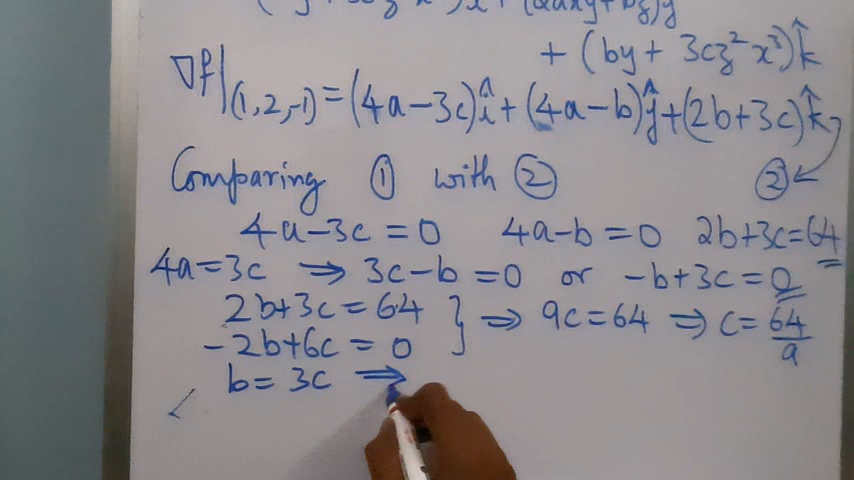 + (by + 3cz²x³)k̂
∇f|(1,2,-1) = (4a-3c)î + (4a-b)ĵ + (2b+3c)k̂
Comparing ① with ② ②
4a-3c = 0 4a-b = 0 2b+3c = 64
4a = 3c ⇒ 3c-b = 0 or -b+3c = 0
2b+3c = 64
-2b+6c = 0 } ⇒ 9c = 64 ⇒ c = 64/9
b = 3c ⇒